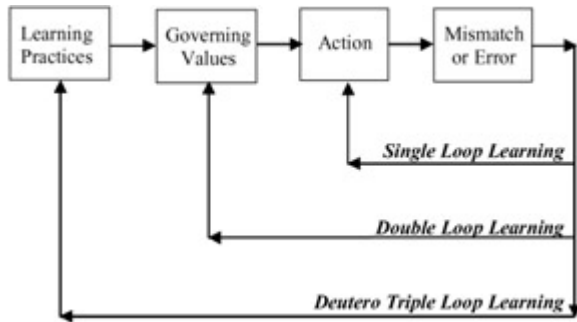 Learning
Practices
Governing
Values
Action
Mismatch
or Error
Single Loop Learning
Double Loop Learning
Deutero Triple Loop Learning